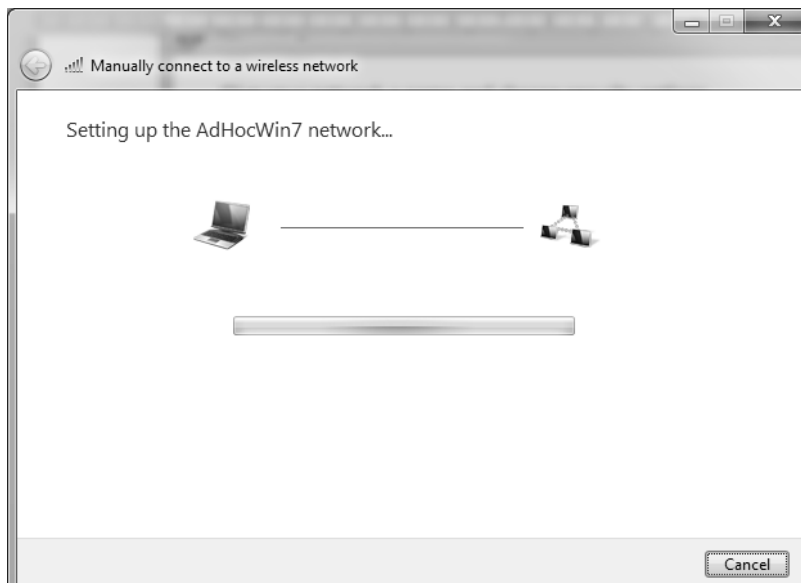 Manually connect to a wireless network
Setting up the AdHocWin7 network...
Cancel